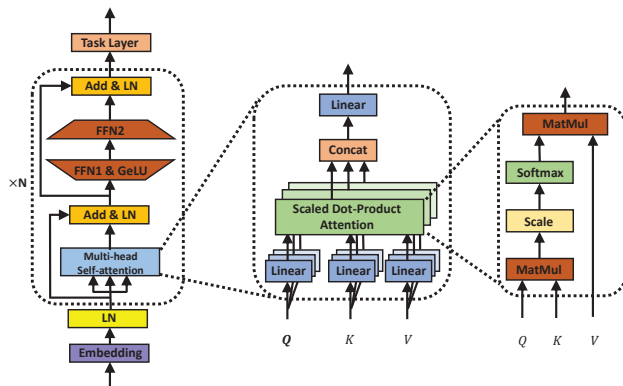 Task Layer
Add & LN
FFN2
FFN1 & GeLU
×N
Add & LN
Multi-head
Self-attention
LN
Embedding
Linear
Concat
Scaled Dot-Product
Attention
Linear
Linear
Linear
Q
K
V
MatMul
Softmax
Scale
MatMul
Q
K
V